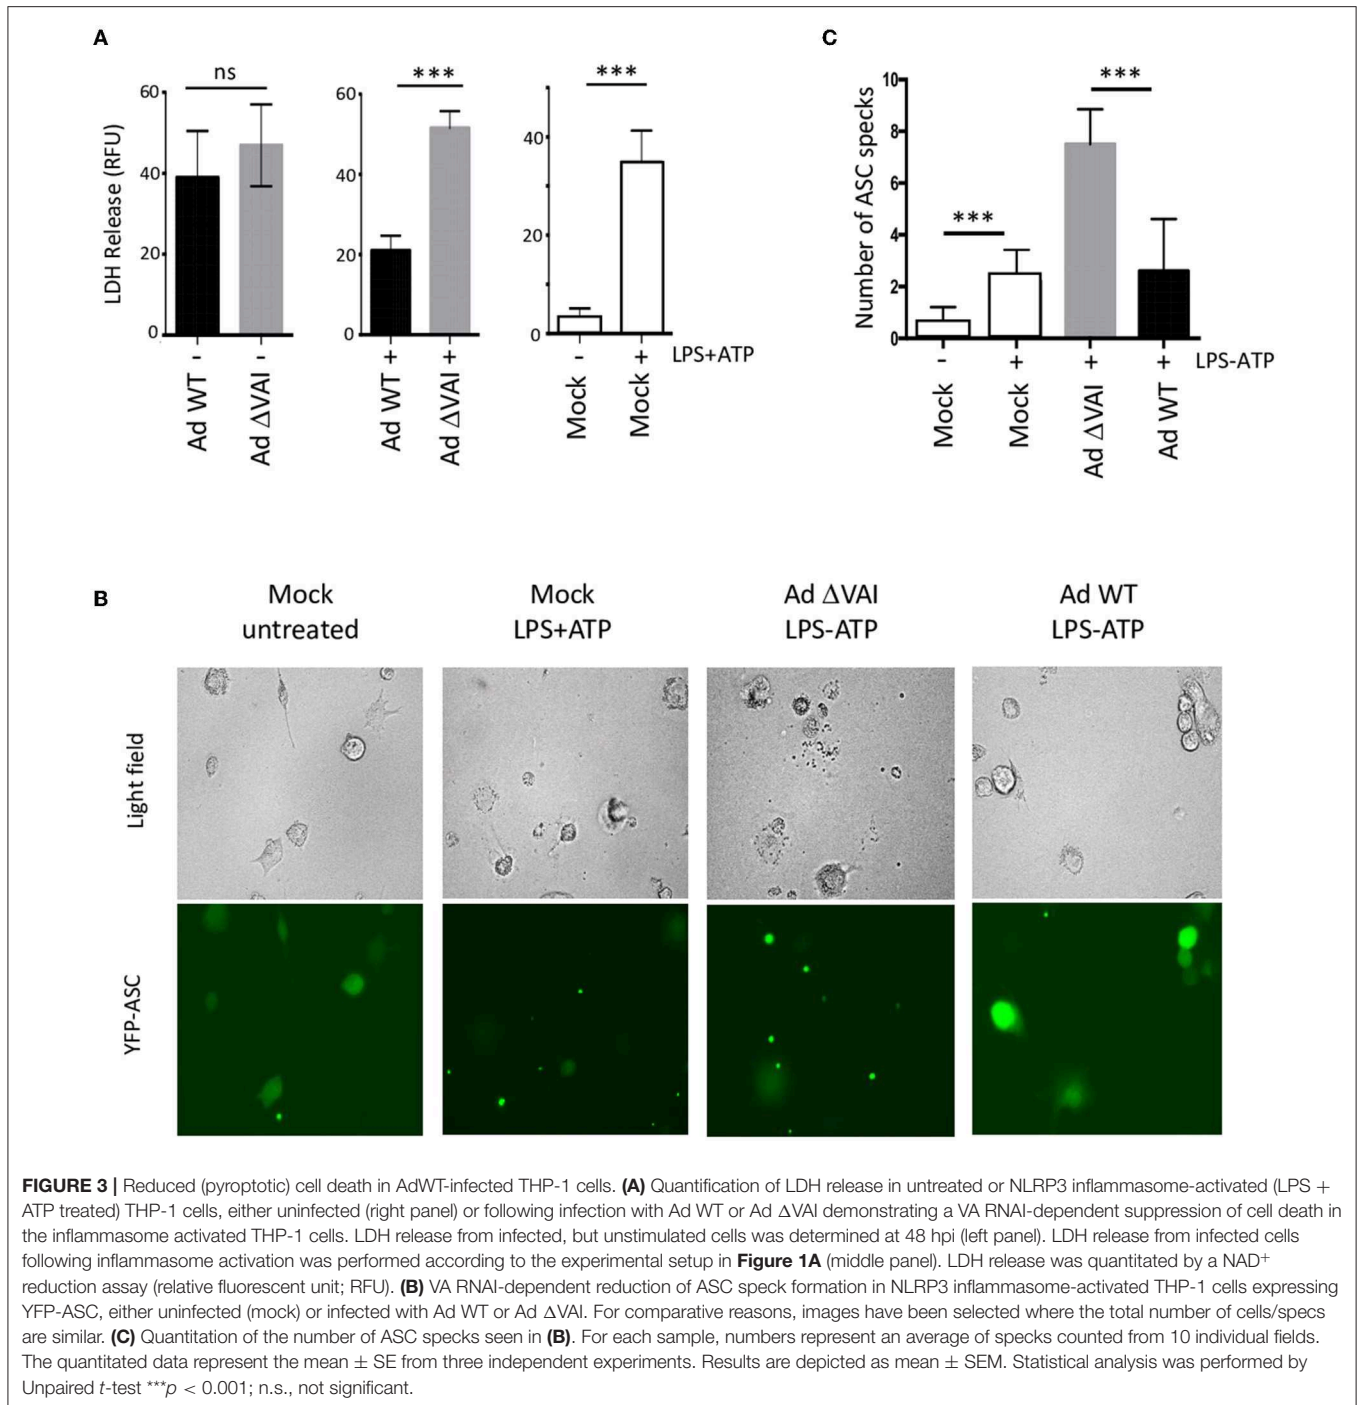 A
ns
LDH Release (RFU)
60
40
20
0
-
-
Ad WT
Ad ΔVAI
***
60
40
20
0
+
+
Ad WT
Ad ΔVAI
***
40
20
0
-
+
LPS+ATP
Mock
Mock
C
***
***
Number of ASC specks
10
8
6
4
2
0
-
+
+
+
LPS-ATP
Mock
Mock
Ad ΔVAI
Ad WT
B
Mock
untreated
Mock
LPS+ATP
Ad ΔVAI
LPS-ATP
Ad WT
LPS-ATP
Light field
YFP-ASC
FIGURE 3 | Reduced (pyroptotic) cell death in AdWT-infected THP-1 cells. (A) Quantification of LDH release in untreated or NLRP3 inflammasome-activated (LPS +
ATP treated) THP-1 cells, either uninfected (right panel) or following infection with Ad WT or Ad ΔVAI demonstrating a VA RNAI-dependent suppression of cell death in
the inflammasome activated THP-1 cells. LDH release from infected, but unstimulated cells was determined at 48 hpi (left panel). LDH release from infected cells
following inflammasome activation was performed according to the experimental setup in Figure 1A (middle panel). LDH release was quantitated by a NAD+
reduction assay (relative fluorescent unit; RFU). (B) VA RNAI-dependent reduction of ASC speck formation in NLRP3 inflammasome-activated THP-1 cells expressing
YFP-ASC, either uninfected (mock) or infected with Ad WT or Ad ΔVAI. For comparative reasons, images have been selected where the total number of cells/specs
are similar. (C) Quantitation of the number of ASC specks seen in (B). For each sample, numbers represent an average of specks counted from 10 individual fields.
The quantitated data represent the mean ± SE from three independent experiments. Results are depicted as mean ± SEM. Statistical analysis was performed by
Unpaired t-test ***p < 0.001; n.s., not significant.